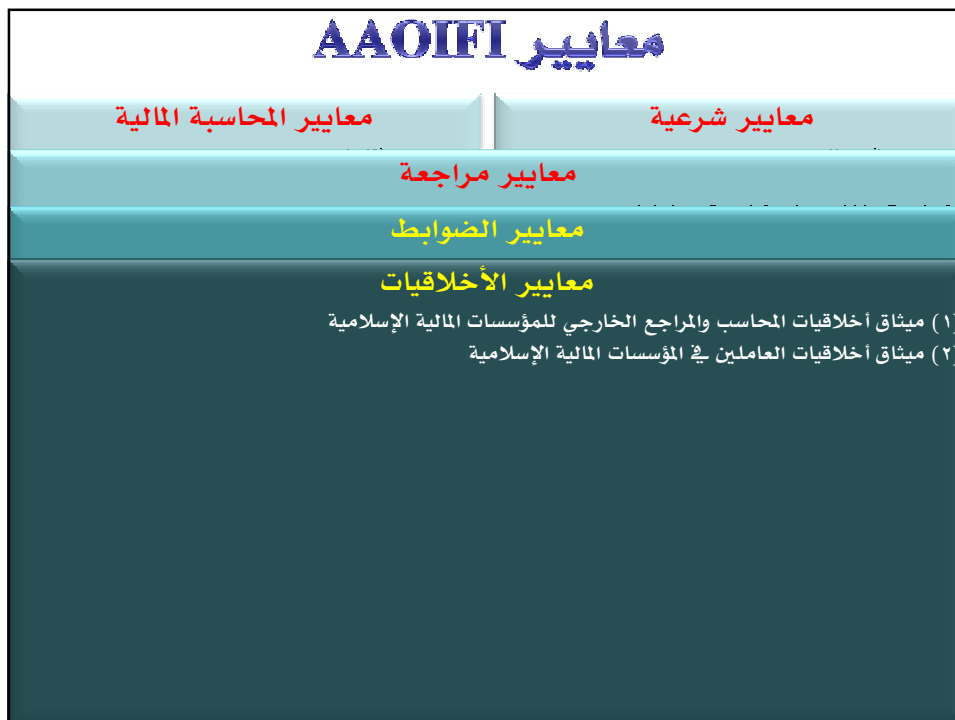 معايير AAOIFI
معايير شرعية
معايير المحاسبة المالية
معايير مراجعة
معايير الضوابط
معايير الأخلاقيات
(١) ميثاق أخلاقيات المحاسب والمراجع الخارجي للمؤسسات المالية الإسلامية
(٢) ميثاق أخلاقيات العاملين في المؤسسات المالية الإسلامية